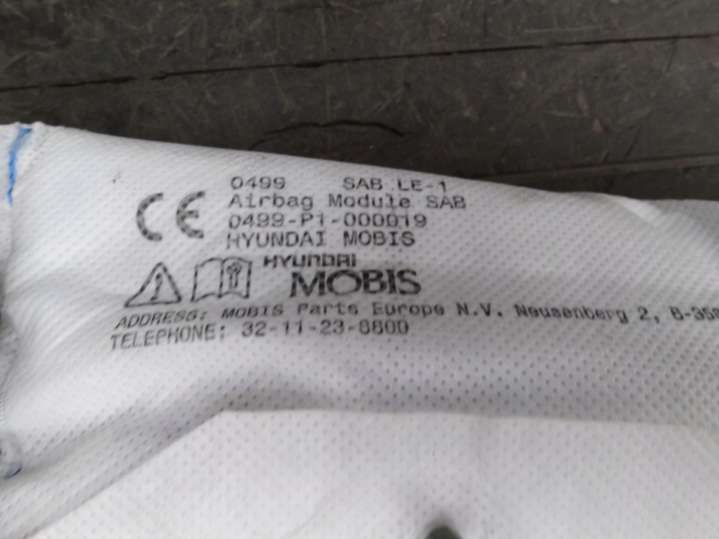 CE
0499 SAB LE-1
Airbag Module SAB
0499-P1-000019
HYUNDAI MOBIS
HYUNDAI
MOBIS
ADDRESS: MOBIS Parts Europe N.V. Neusenberg 2,
TELEPHONE: 32-11-23-6800